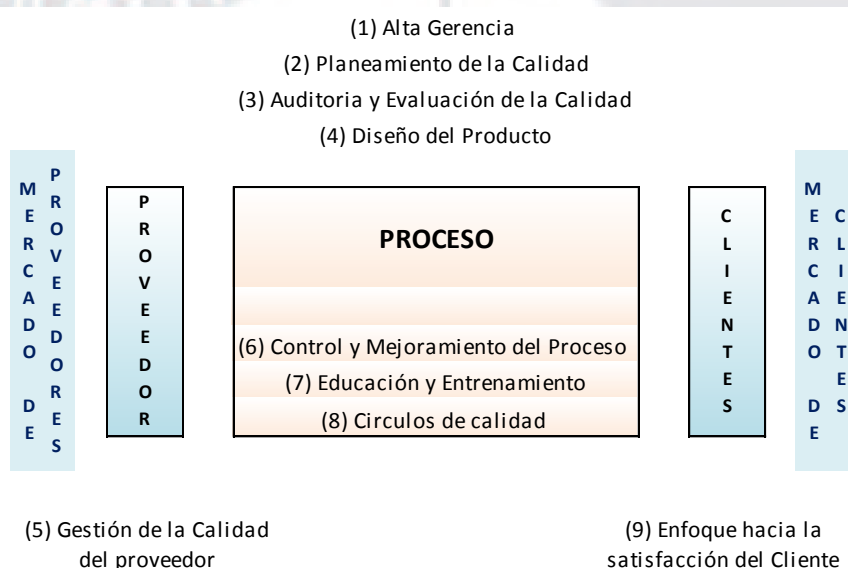 (1) Alta Gerencia
(2) Planeamiento de la Calidad
(3) Auditoria y Evaluación de la Calidad
(4) Diseño del Producto
MERCADO DE
PROVEEDORES
PROVEEDOR
PROCESO
(6) Control y Mejoramiento del Proceso
(7) Educación y Entrenamiento
(8) Circulos de calidad
CLIENTES
MERCADO DE
CLIENTES
(5) Gestión de la Calidad
del proveedor
(9) Enfoque hacia la
satisfacción del Cliente